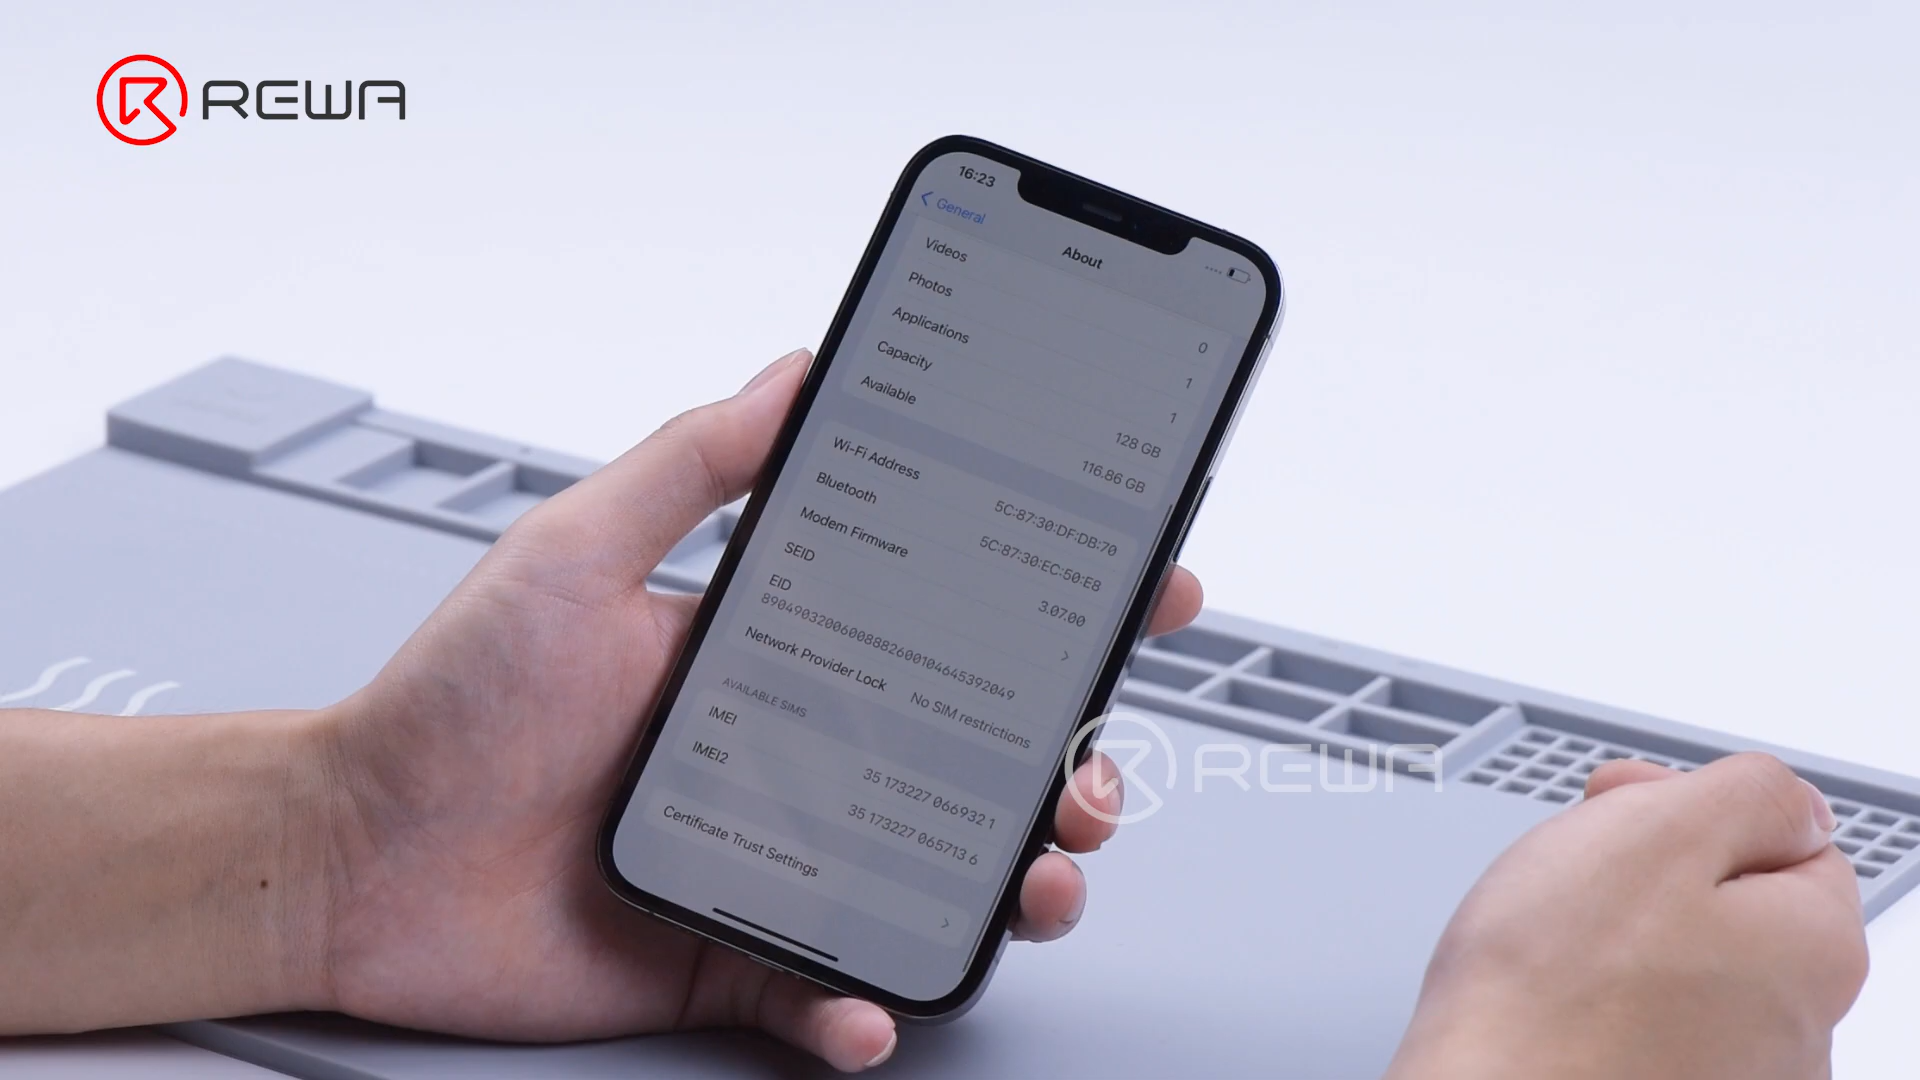 REWA
16:23
General
About
Videos
0
Photos
1
Applications
1
Capacity
128 GB
Available
116.86 GB
Wi-Fi Address
5C:87:30:DF:DB:70
Bluetooth
5C:87:30:EC:50:E8
Modem Firmware
3.07.00
SEID
EID
89049032006008882600104645392049
Network Provider Lock
No SIM restrictions
AVAILABLE SIMS
IMEI
35 173227 066932 1
IMEI2
35 173227 065713 6
Certificate Trust Settings
REWA